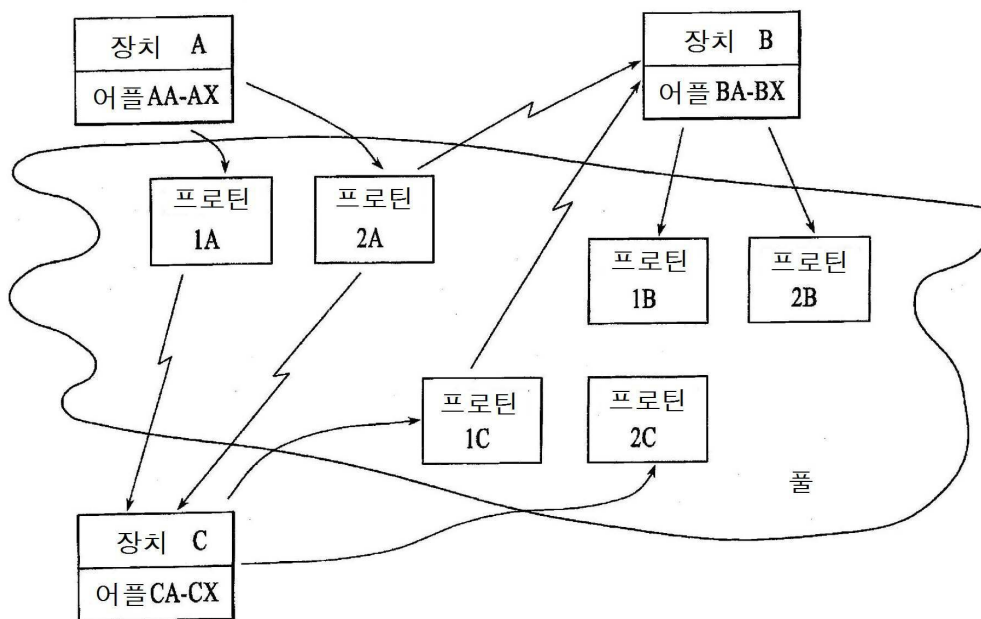 장치 A
어플AA-AX
장치 B
어플BA-BX
프로틴
1A
프로틴
2A
프로틴
1B
프로틴
2B
프로틴
1C
프로틴
2C
풀
장치 C
어플CA-CX